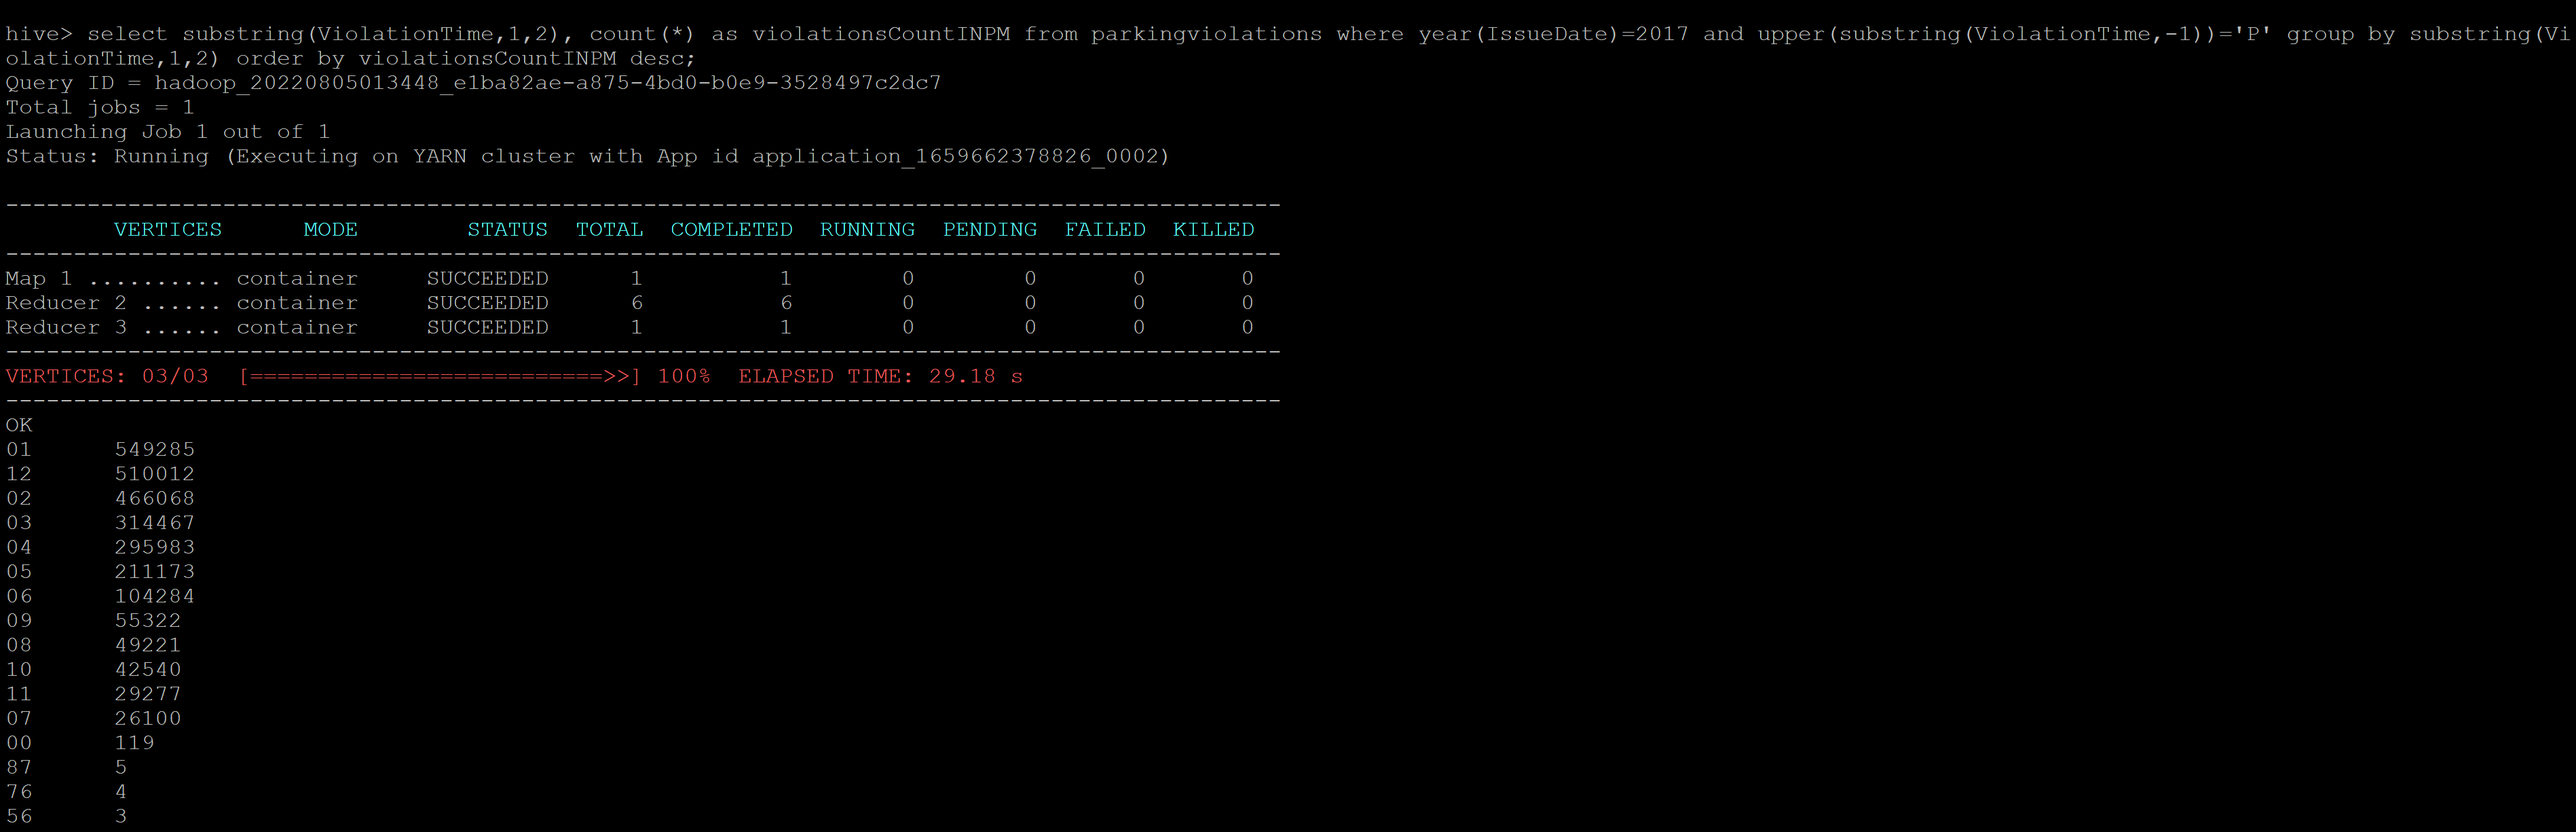 hive> select substring(ViolationTime,1,2), count(*) as violationsCountINPM from parkingviolations where year(IssueDate)=2017 and upper(substring(ViolationTime,-1))='P' group by substring(Vi
olationTime,1,2) order by violationsCountINPM desc;
Query ID = hadoop_20220805013448_e1ba82ae-a875-4bd0-b0e9-3528497c2dc7
Total jobs = 1
Launching Job 1 out of 1
Status: Running (Executing on YARN cluster with App id application_1659662378826_0002)
----------------------------------------------------------------------------------------------
        VERTICES      MODE        STATUS  TOTAL  COMPLETED  RUNNING  PENDING  FAILED  KILLED
----------------------------------------------------------------------------------------------
Map 1 .......... container     SUCCEEDED      1          1        0        0       0       0
Reducer 2 ...... container     SUCCEEDED      6          6        0        0       0       0
Reducer 3 ...... container     SUCCEEDED      1          1        0        0       0       0
----------------------------------------------------------------------------------------------
VERTICES: 03/03  [==========================>>] 100%  ELAPSED TIME: 29.18 s
----------------------------------------------------------------------------------------------
OK
01      549285
12      510012
02      466068
03      314467
04      295983
05      211173
06      104284
09      55322
08      49221
10      42540
11      29277
07      26100
00      119
87      5
76      4
56      3